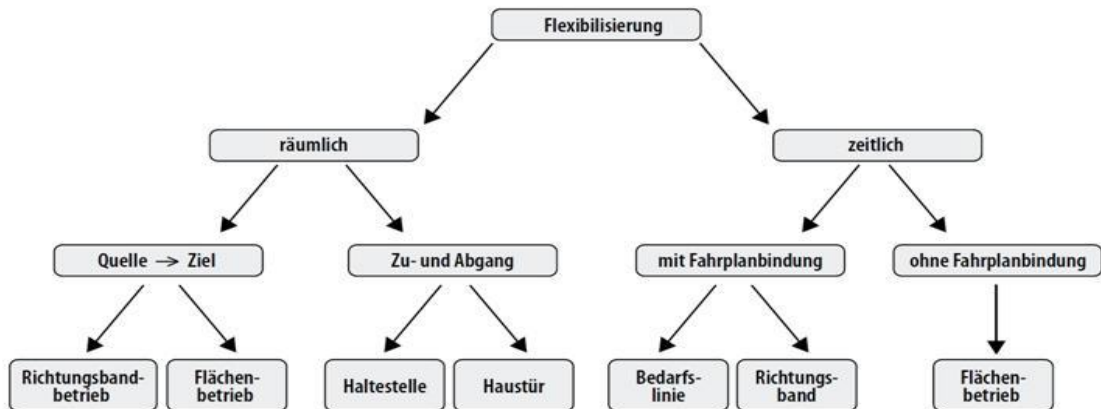 Flexibilisierung
räumlich
zeitlich
Quelle → Ziel
Zu- und Abgang
mit Fahrplanbindung
ohne Fahrplanbindung
Richtungsband-
betrieb
Flächen-
betrieb
Haltestelle
Haustür
Bedarfs-
linie
Richtungs-
band
Flächen-
betrieb